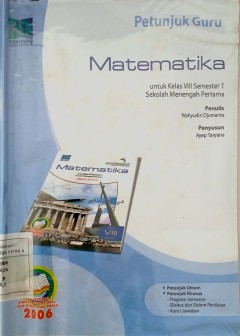 Petunjuk Guru
Matematika
untuk Kelas VIII Semester 1
Sekolah Menengah Pertama
Penulis
Wahyudin Djumanta
Penyusun
Ayep Taryana
Matematika
VIII
• Petunjuk Umum
• Petunjuk Khusus
- Program Semester
- Silabus dan Sistem Penilaian
- Kunci Jawaban
2006